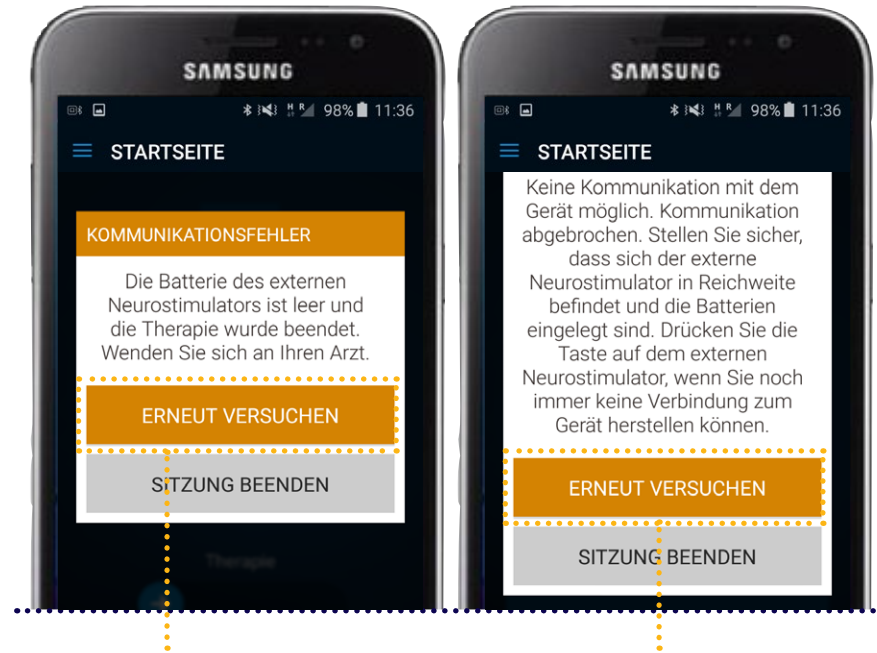 SAMSUNG
98% 11:36
STARTSEITE
KOMMUNIKATIONSFEHLER
Die Batterie des externen
Neurostimulators ist leer und
die Therapie wurde beendet.
Wenden Sie sich an Ihren Arzt.
ERNEUT VERSUCHEN
SITZUNG BEENDEN
Therapie
SAMSUNG
98% 11:36
STARTSEITE
Keine Kommunikation mit dem
Gerät möglich. Kommunikation
abgebrochen. Stellen Sie sicher,
dass sich der externe
Neurostimulator in Reichweite
befindet und die Batterien
eingelegt sind. Drücken Sie die
Taste auf dem externen
Neurostimulator, wenn Sie noch
immer keine Verbindung zum
Gerät herstellen können.
ERNEUT VERSUCHEN
SITZUNG BEENDEN